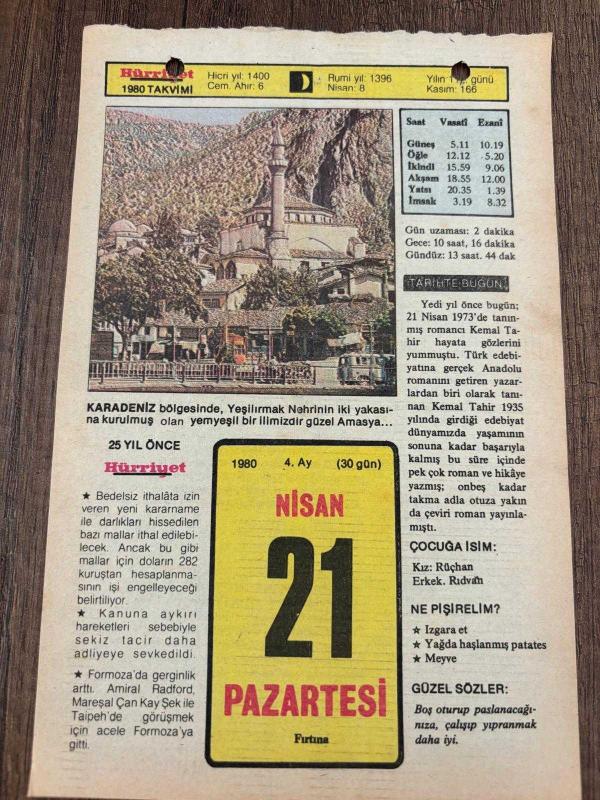 Hürriyet
1980 TAKVİMİ
Hicri yıl: 1400
Cem. Ahır: 6
Rumi yıl: 1396
Nisan: 8
Yılın günü
Kasım: 166
Saat Vasatî Ezanî
Güneş 5.11 10.19
Öğle 12.12 5.20
İkindi 15.59 9.06
Akşam 18.55 12.00
Yatsı 20.35 1.39
İmsak 3.19 8.32
Gün uzaması: 2 dakika
Gece: 10 saat, 16 dakika
Gündüz: 13 saat. 44 dak
TARİHTE BUGÜN
Yedi yıl önce bugün;
21 Nisan 1973'de tanın-
mış romancı Kemal Ta-
hir hayata gözlerini
yummuştu. Türk edebi-
yatına gerçek Anadolu
romanını getiren yazar-
lardan biri olarak tanı-
nan Kemal Tahir 1935
yılında girdiği edebiyat
dünyamızda yaşamının
sonuna kadar başarıyla
kalmış bu süre içinde
pek çok roman ve hikâye
yazmış; onbeş kadar
takma adla otuza yakın
da çeviri roman yayınla-
mıştı.
KARADENİZ bölgesinde, Yeşilırmak Nehrinin iki yakası-
na kurulmuş olan yemyeşil bir ilimizdir güzel Amasya...
25 YIL ÖNCE
Hürriyet
★ Bedelsiz ithalâta izin
veren yeni kararname
ile darlıkları hissedilen
bazı mallar ithal edilebi-
lecek. Ancak bu gibi
mallar için doların 282
kuruştan hesaplanma-
sının işi engelleyeceği
belirtiliyor.
★ Kanuna aykırı
hareketleri sebebiyle
sekiz tacir daha
adliyeye sevkedildi.
★ Formoza'da gerginlik
arttı. Amiral Radford,
Mareşal Çan Kay Şek ile
Taipeh'de görüşmek
için acele Formoza'ya
gitti.
1980 4. Ay (30 gün)
NİSAN
21
PAZARTESİ
Fırtına
ÇOCUĞA İSİM:
Kız: Rüçhan
Erkek. Rıdvan
NE PİŞİRELİM?
★ Izgara et
★ Yağda haşlanmış patates
★ Meyve
GÜZEL SÖZLER:
Boş oturup paslanacağı-
nıza, çalışıp yıpranmak
daha iyi.